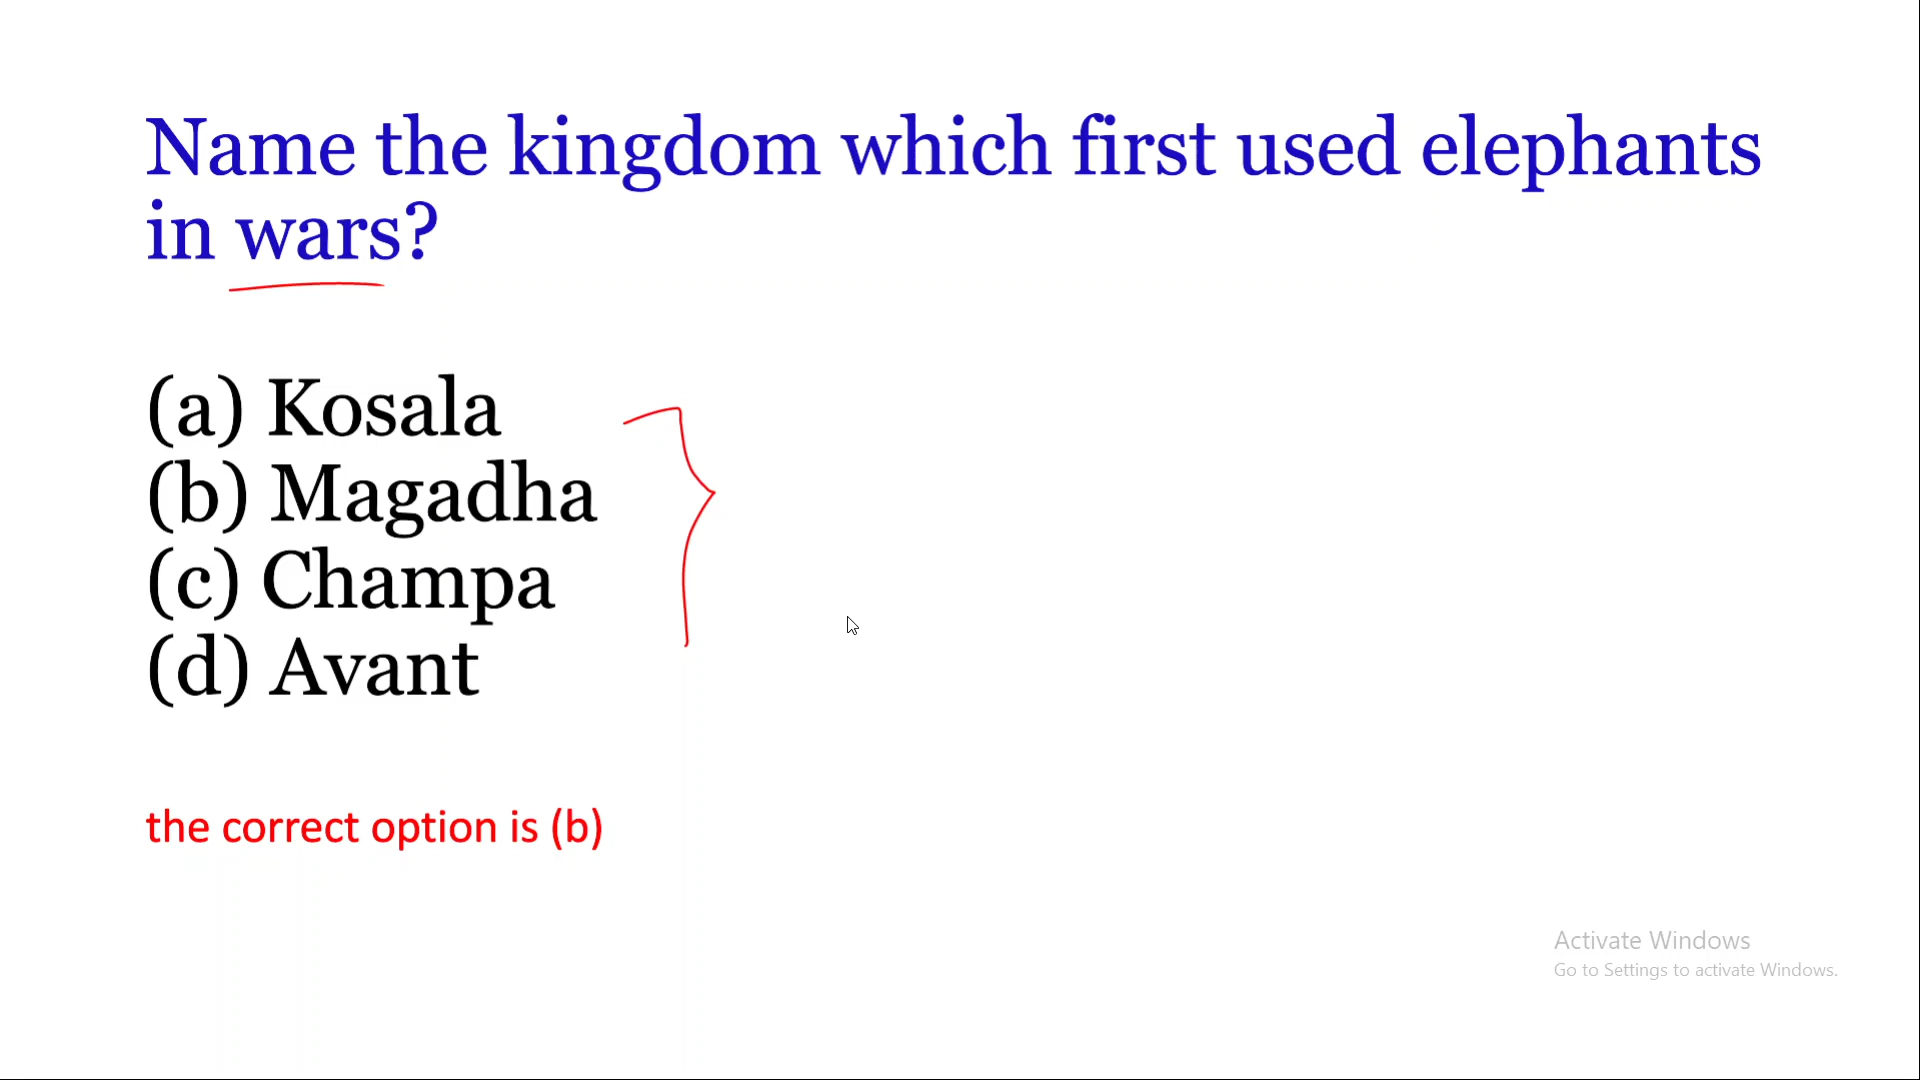 Name the kingdom which first used elephants
in wars?
(a) Kosala
(b) Magadha
(c) Champa
(d) Avant
the correct option is (b)
Activate Windows
Go to Settings to activate Windows.